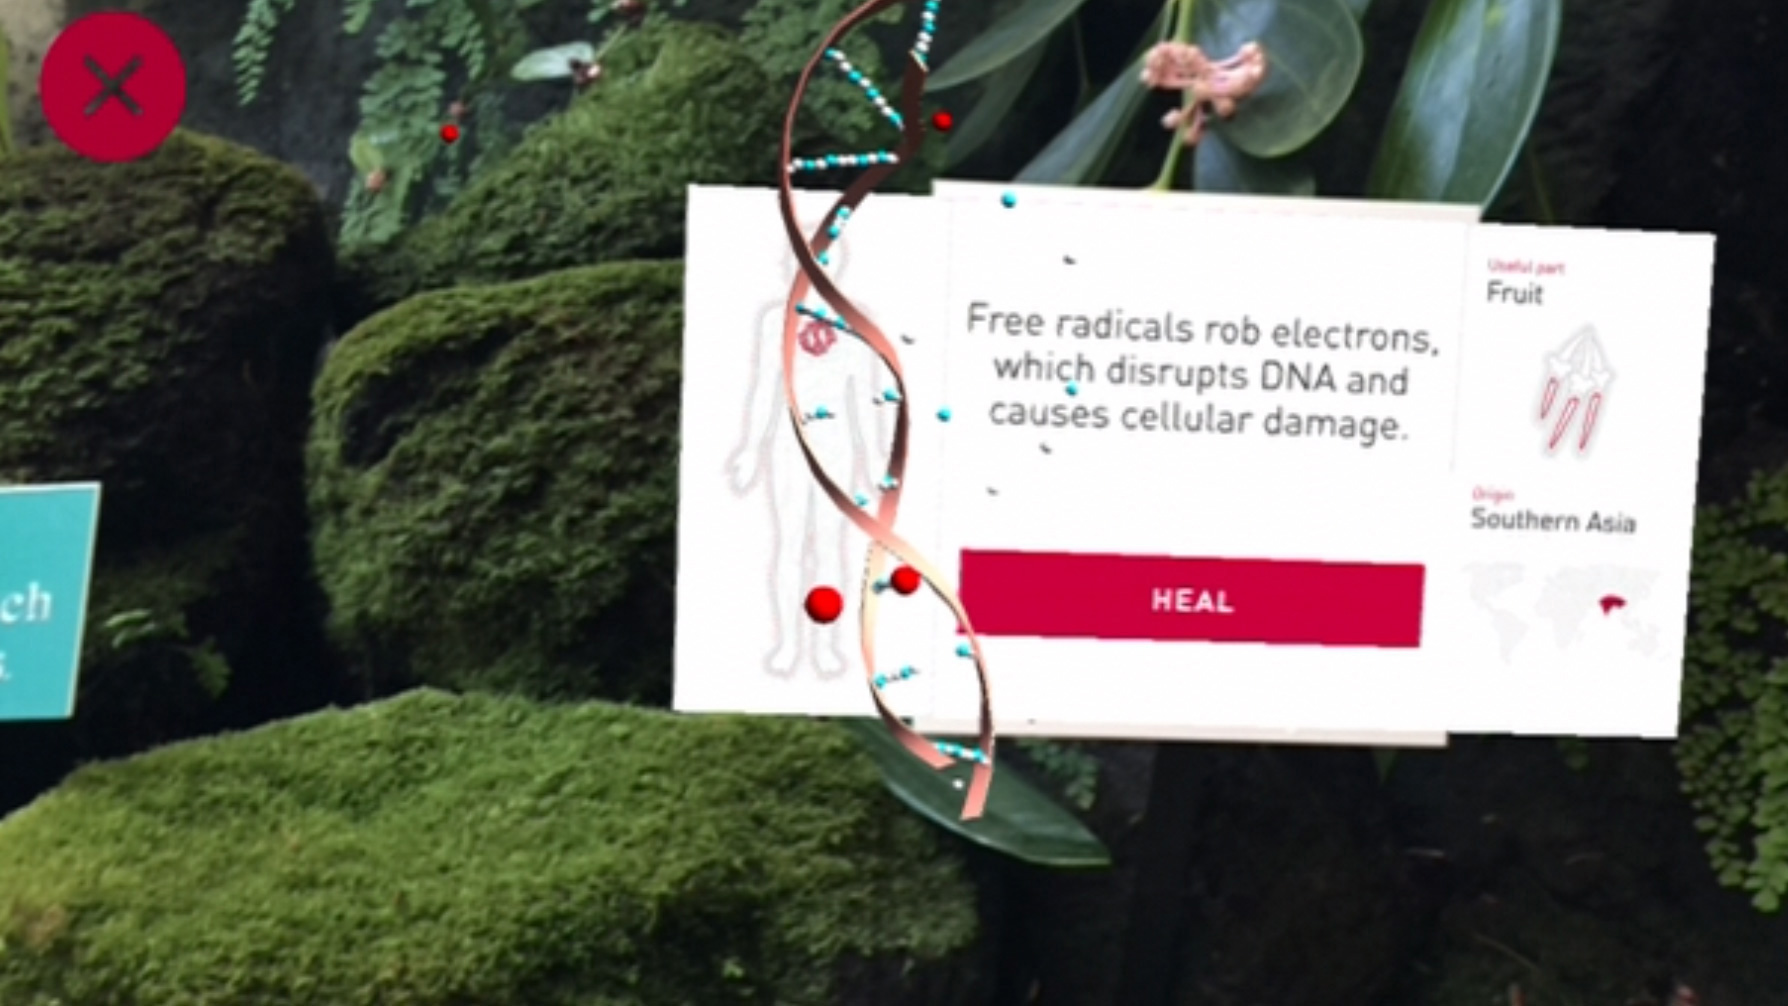 Free radicals rob electrons,
which disrupts DNA and
causes cellular damage.
HEAL
Useful part
Fruit
Origin
Southern Asia
ch
s.